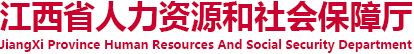 江西省人力资源和社会保障厅
JiangXi Province Human Resources And Social Security Department